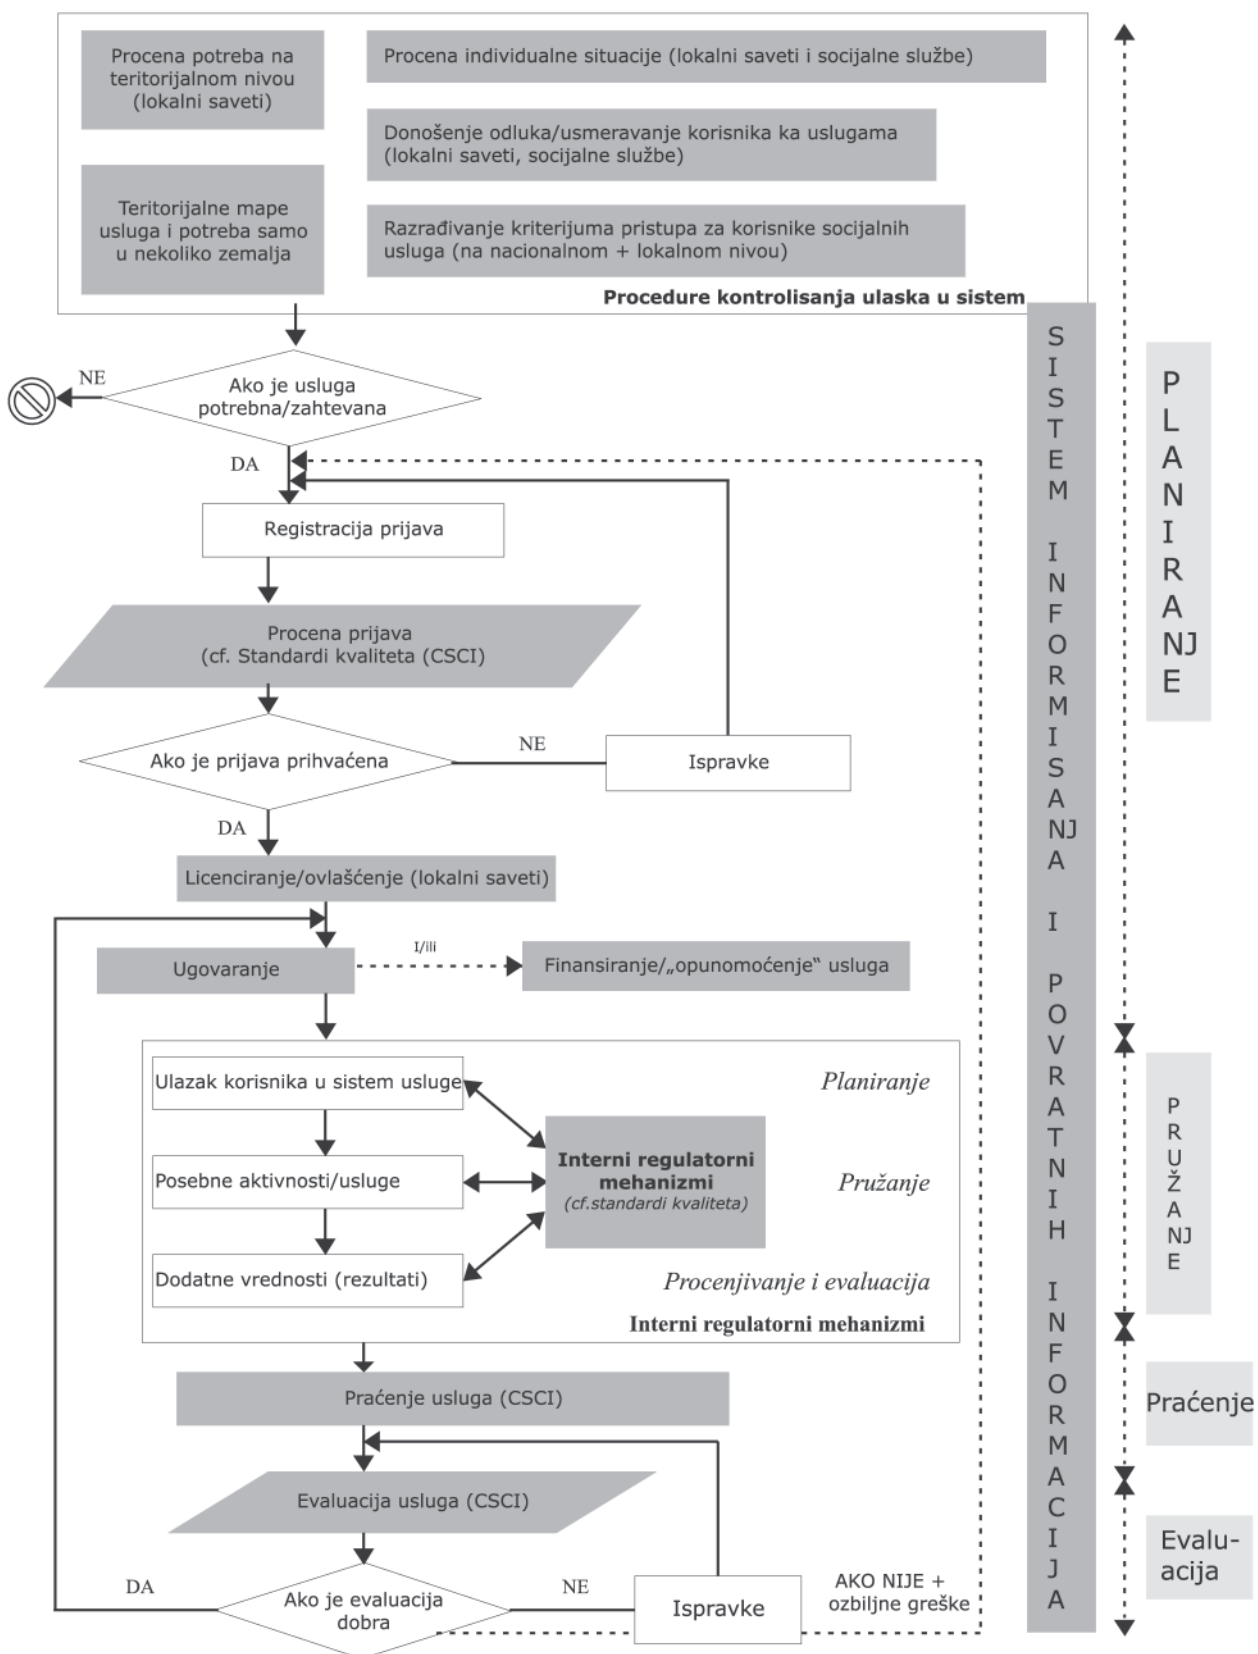 Procena potreba na
teritorijalnom nivou
(lokalni saveti)
Procena individualne situacije (lokalni saveti i socijalne službe)
Donošenje odluka/usmeravanje korisnika ka uslugama
(lokalni saveti, socijalne službe)
Teritorijalne mape
usluga i potreba samo
u nekoliko zemalja
Razrađivanje kriterijuma pristupa za korisnike socijalnih
usluga (na nacionalnom + lokalnom nivou)
Procedure kontrolisanja ulaska u sistem
NE
Ako je usluga
potrebna/zahtevana
DA
Registracija prijava
Procena prijava
(cf. Standardi kvaliteta (CSCI)
Ako je prijava prihvaćena
NE
Ispravke
DA
Licenciranje/ovlašćenje (lokalni saveti)
Ugovaranje
I/ili
Finansiranje/„opunomoćenje“ usluga
Ulazak korisnika u sistem usluge
Planiranje
Interni regulatorni
mehanizmi
(cf.standardi kvaliteta)
Posebne aktivnosti/usluge
Pružanje
Dodatne vrednosti (rezultati)
Procenjivanje i evaluacija
Interni regulatorni mehanizmi
Praćenje usluga (CSCI)
Evaluacija usluga (CSCI)
DA
Ako je evaluacija
dobra
NE
Ispravke
AKO NIJE +
ozbiljne greške
SISTEM INFORMISANJA I POVRATNIH INFORMACIJA
PLANIRANJE
PRUŽANJE
Praćenje
Evalu-
acija